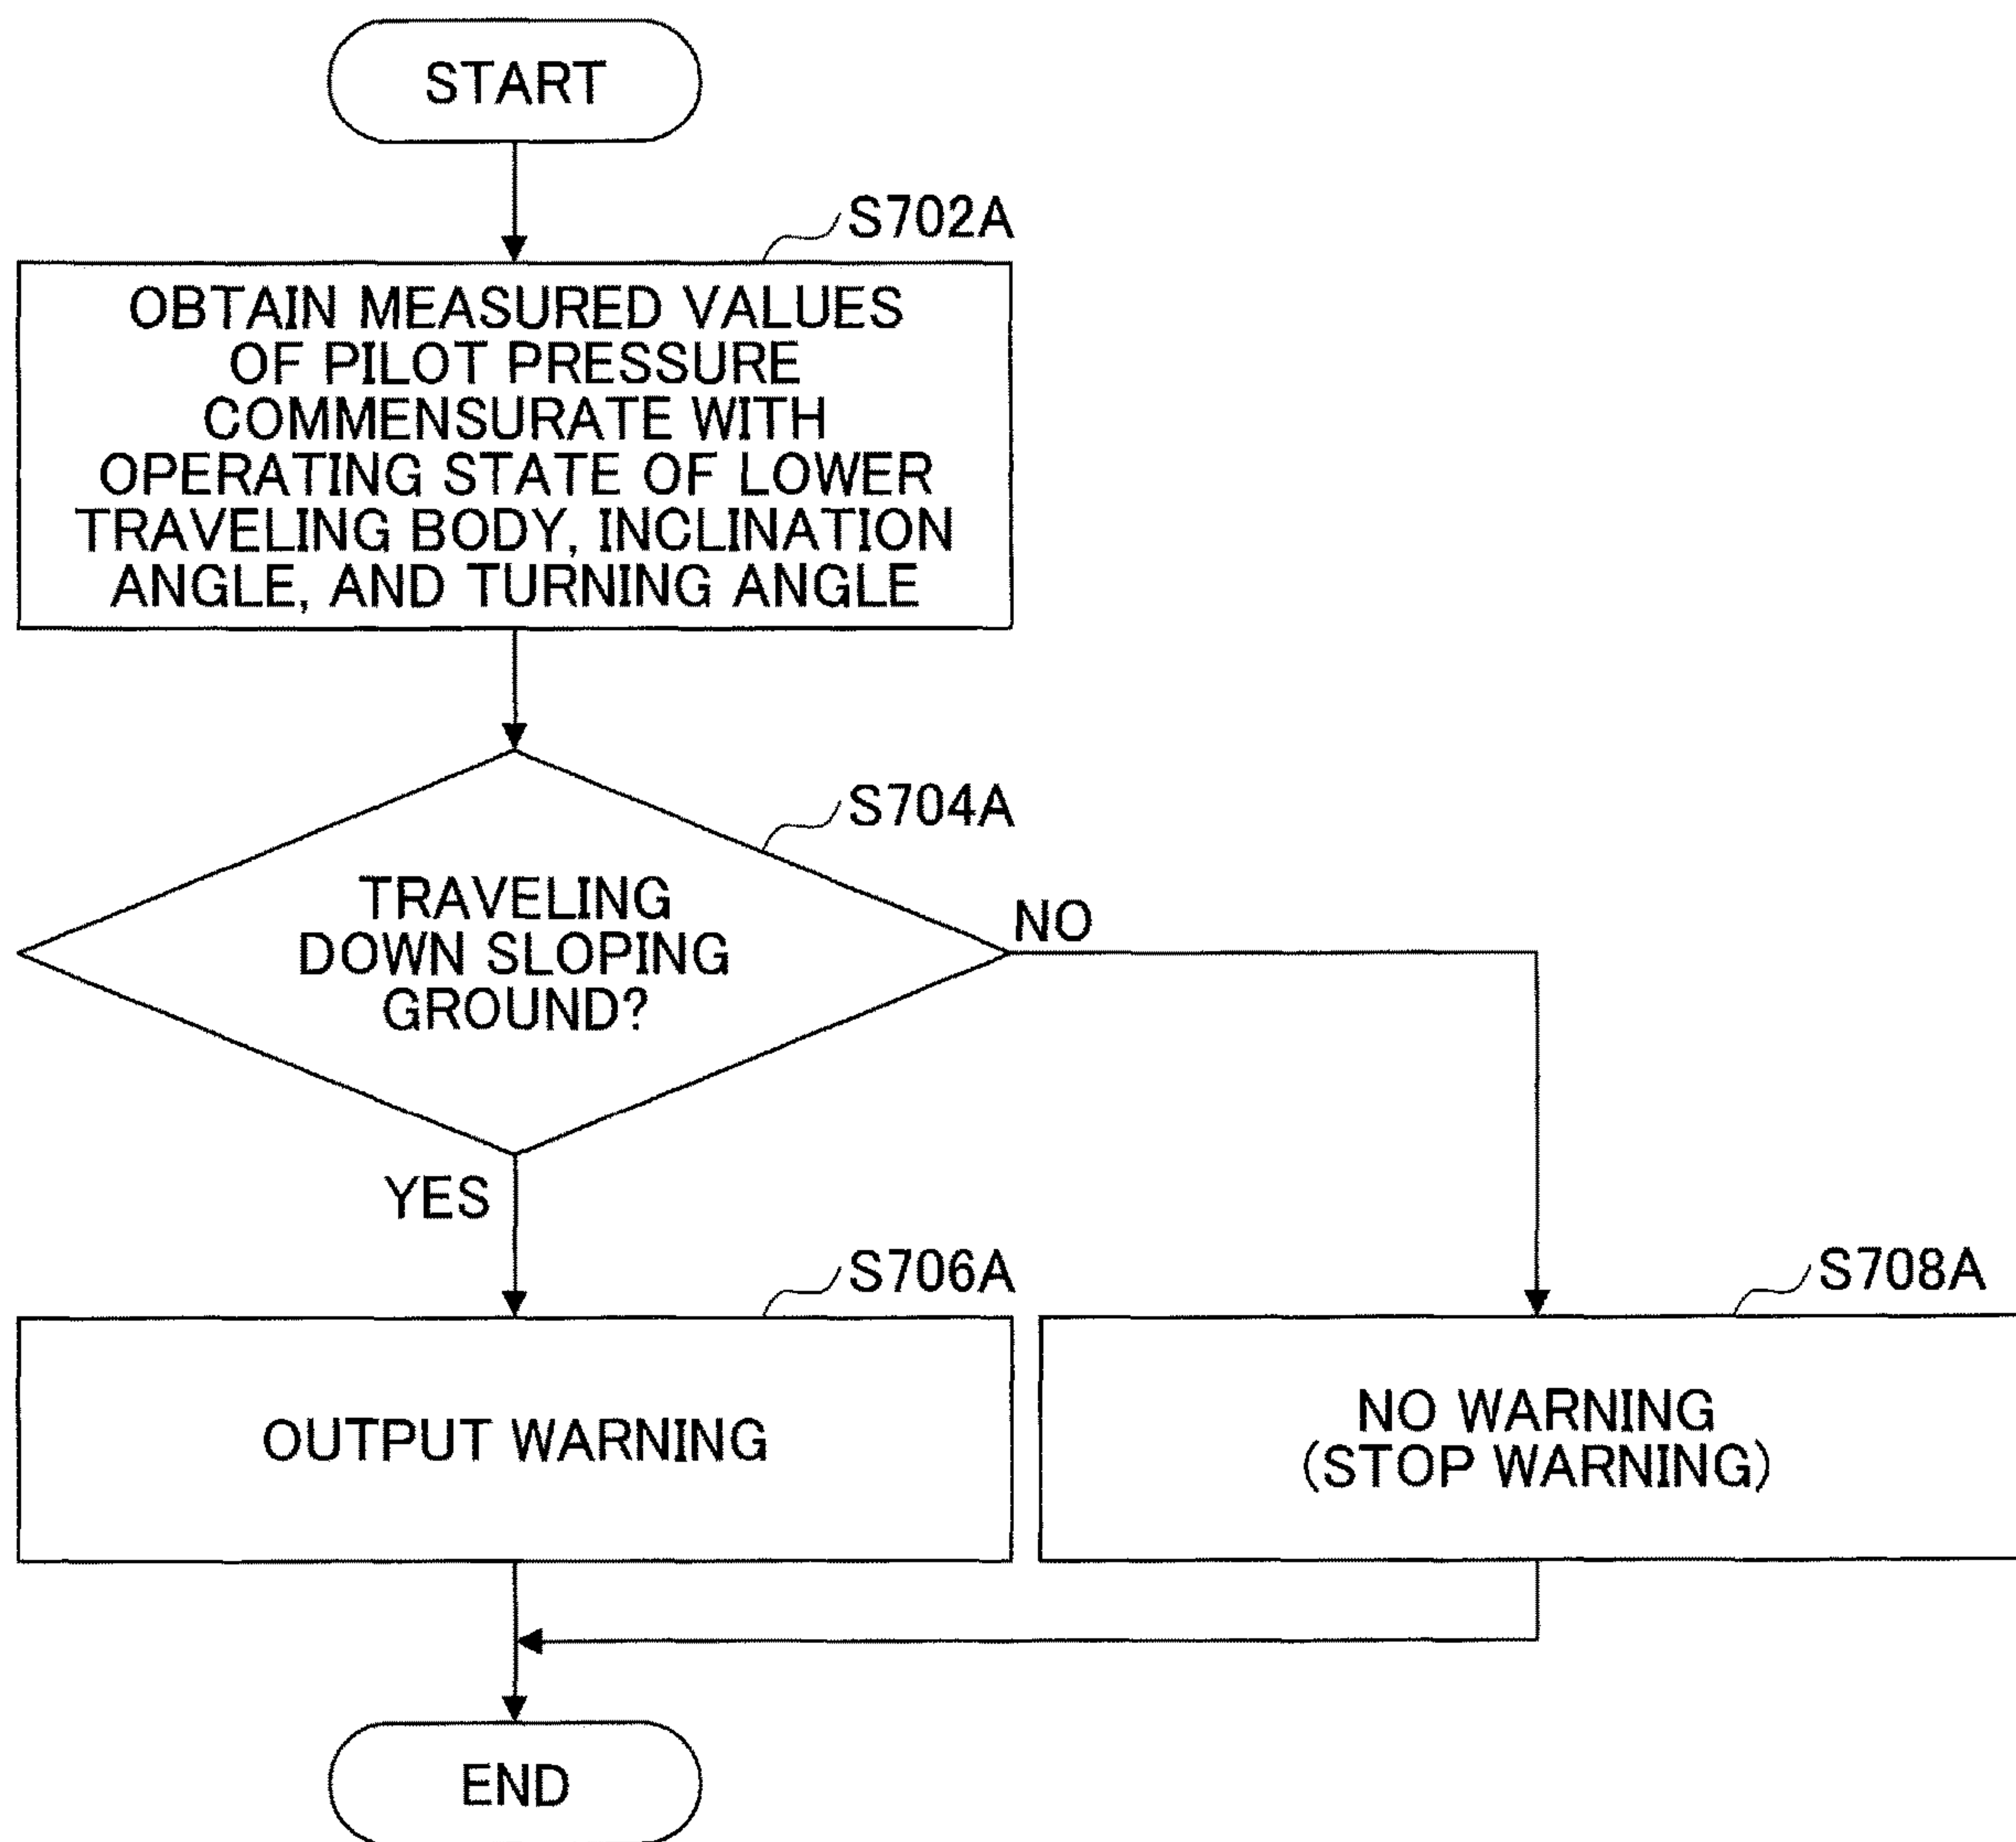 START
S702A
OBTAIN MEASURED VALUES
OF PILOT PRESSURE
COMMENSURATE WITH
OPERATING STATE OF LOWER
TRAVELING BODY, INCLINATION
ANGLE, AND TURNING ANGLE
S704A
TRAVELING
DOWN SLOPING
GROUND?
NO
YES
S706A
OUTPUT WARNING
S708A
NO WARNING
(STOP WARNING)
END